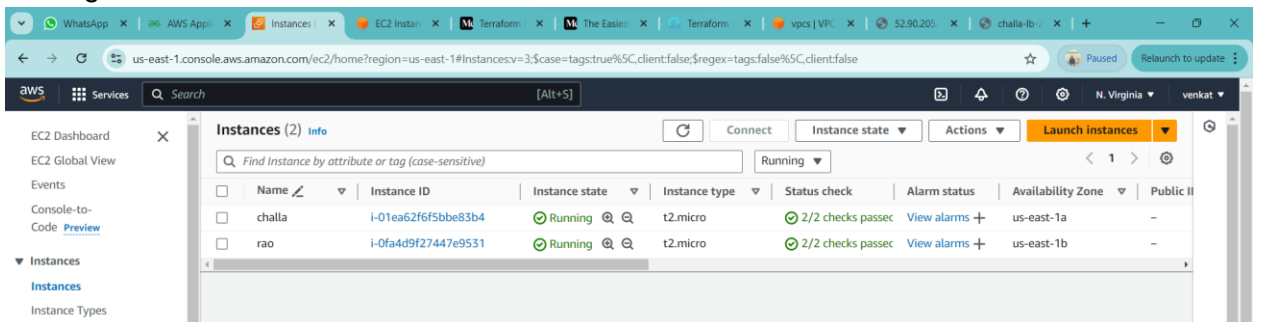 WhatsApp
AWS Appli
Instances |
EC2 Instan
Terraform
The Easies
Terraform
vpcs | VPC
52.90.205.
challa-lb-2
us-east-1.console.aws.amazon.com/ec2/home?region=us-east-1#Instances:v=3;$case=tags:true%5C,client:false;$regex=tags:false%5C,client:false
Paused
Relaunch to update
aws
Services
Search
[Alt+S]
N. Virginia
venkat
EC2 Dashboard
EC2 Global View
Events
Console-to-
Code Preview
Instances
Instances
Instance Types
Instances (2) Info
Connect
Instance state
Actions
Launch instances
Find Instance by attribute or tag (case-sensitive)
Running
1
Name Instance ID Instance state Instance type Status check Alarm status Availability Zone Public
challa i-01ea62f6f5bbe83b4 Running t2.micro 2/2 checks passec View alarms + us-east-1a –
rao i-0fa4d9f27447e9531 Running t2.micro 2/2 checks passec View alarms + us-east-1b –